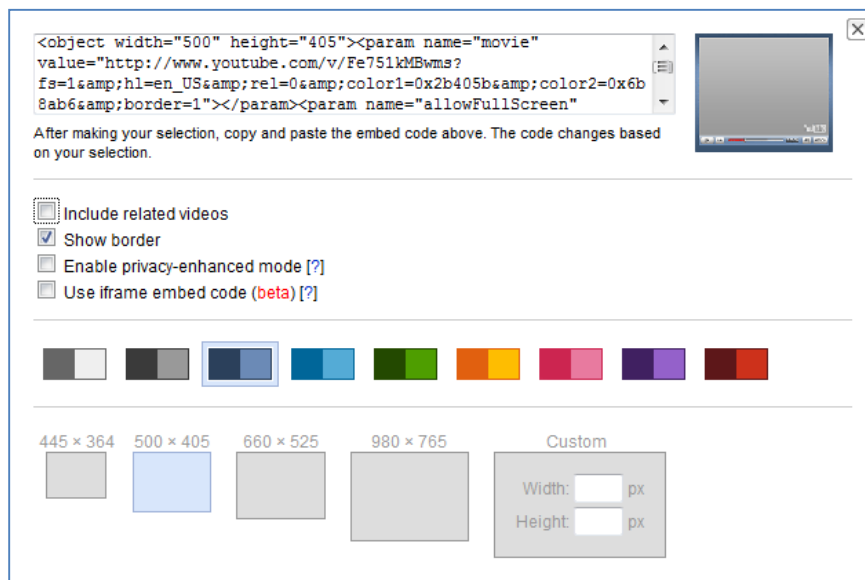 <object width="500" height="405"><param name="movie"
value="http://www.youtube.com/v/Fe751kMBwms?
fs=1&amp;hl=en_US&amp;rel=0&amp;color1=0x2b405b&amp;color2=0x6b
8ab6&amp;border=1"></param><param name="allowFullScreen"
After making your selection, copy and paste the embed code above. The code changes based
on your selection.
Include related videos
Show border
Enable privacy-enhanced mode [?]
Use iframe embed code (beta) [?]
445 × 364 500 × 405 660 × 525 980 × 765 Custom
Width: px
Height: px